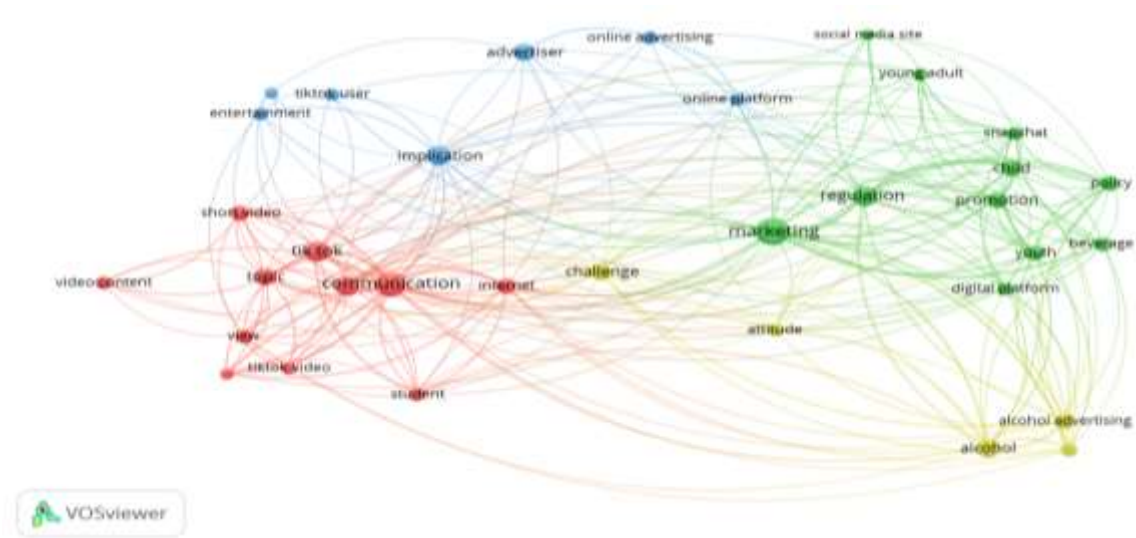 social media site
online advertising
advertiser
young adult
tiktok user
online platform
entertainment
snapshat
implication
child
policy
regulation
promotion
short video
marketing
beverage
tik tok
youth
challenge
topic
video content
communication
internet
digital platform
attitude
view
tiktok video
student
alcohol advertising
alcohol
VOSviewer